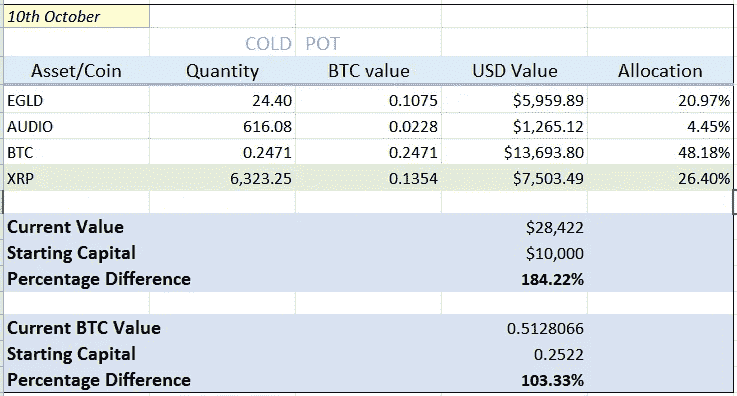 10th October
COLD POT
Asset/Coin Quantity BTC value USD Value Allocation
EGLD 24.40 0.1075 $5,959.89 20.97%
AUDIO 616.08 0.0228 $1,265.12 4.45%
BTC 0.2471 0.2471 $13,693.80 48.18%
XRP 6,323.25 0.1354 $7,503.49 26.40%
Current Value $28,422
Starting Capital $10,000
Percentage Difference 184.22%
Current BTC Value 0.5128066
Starting Capital 0.2522
Percentage Difference 103.33%